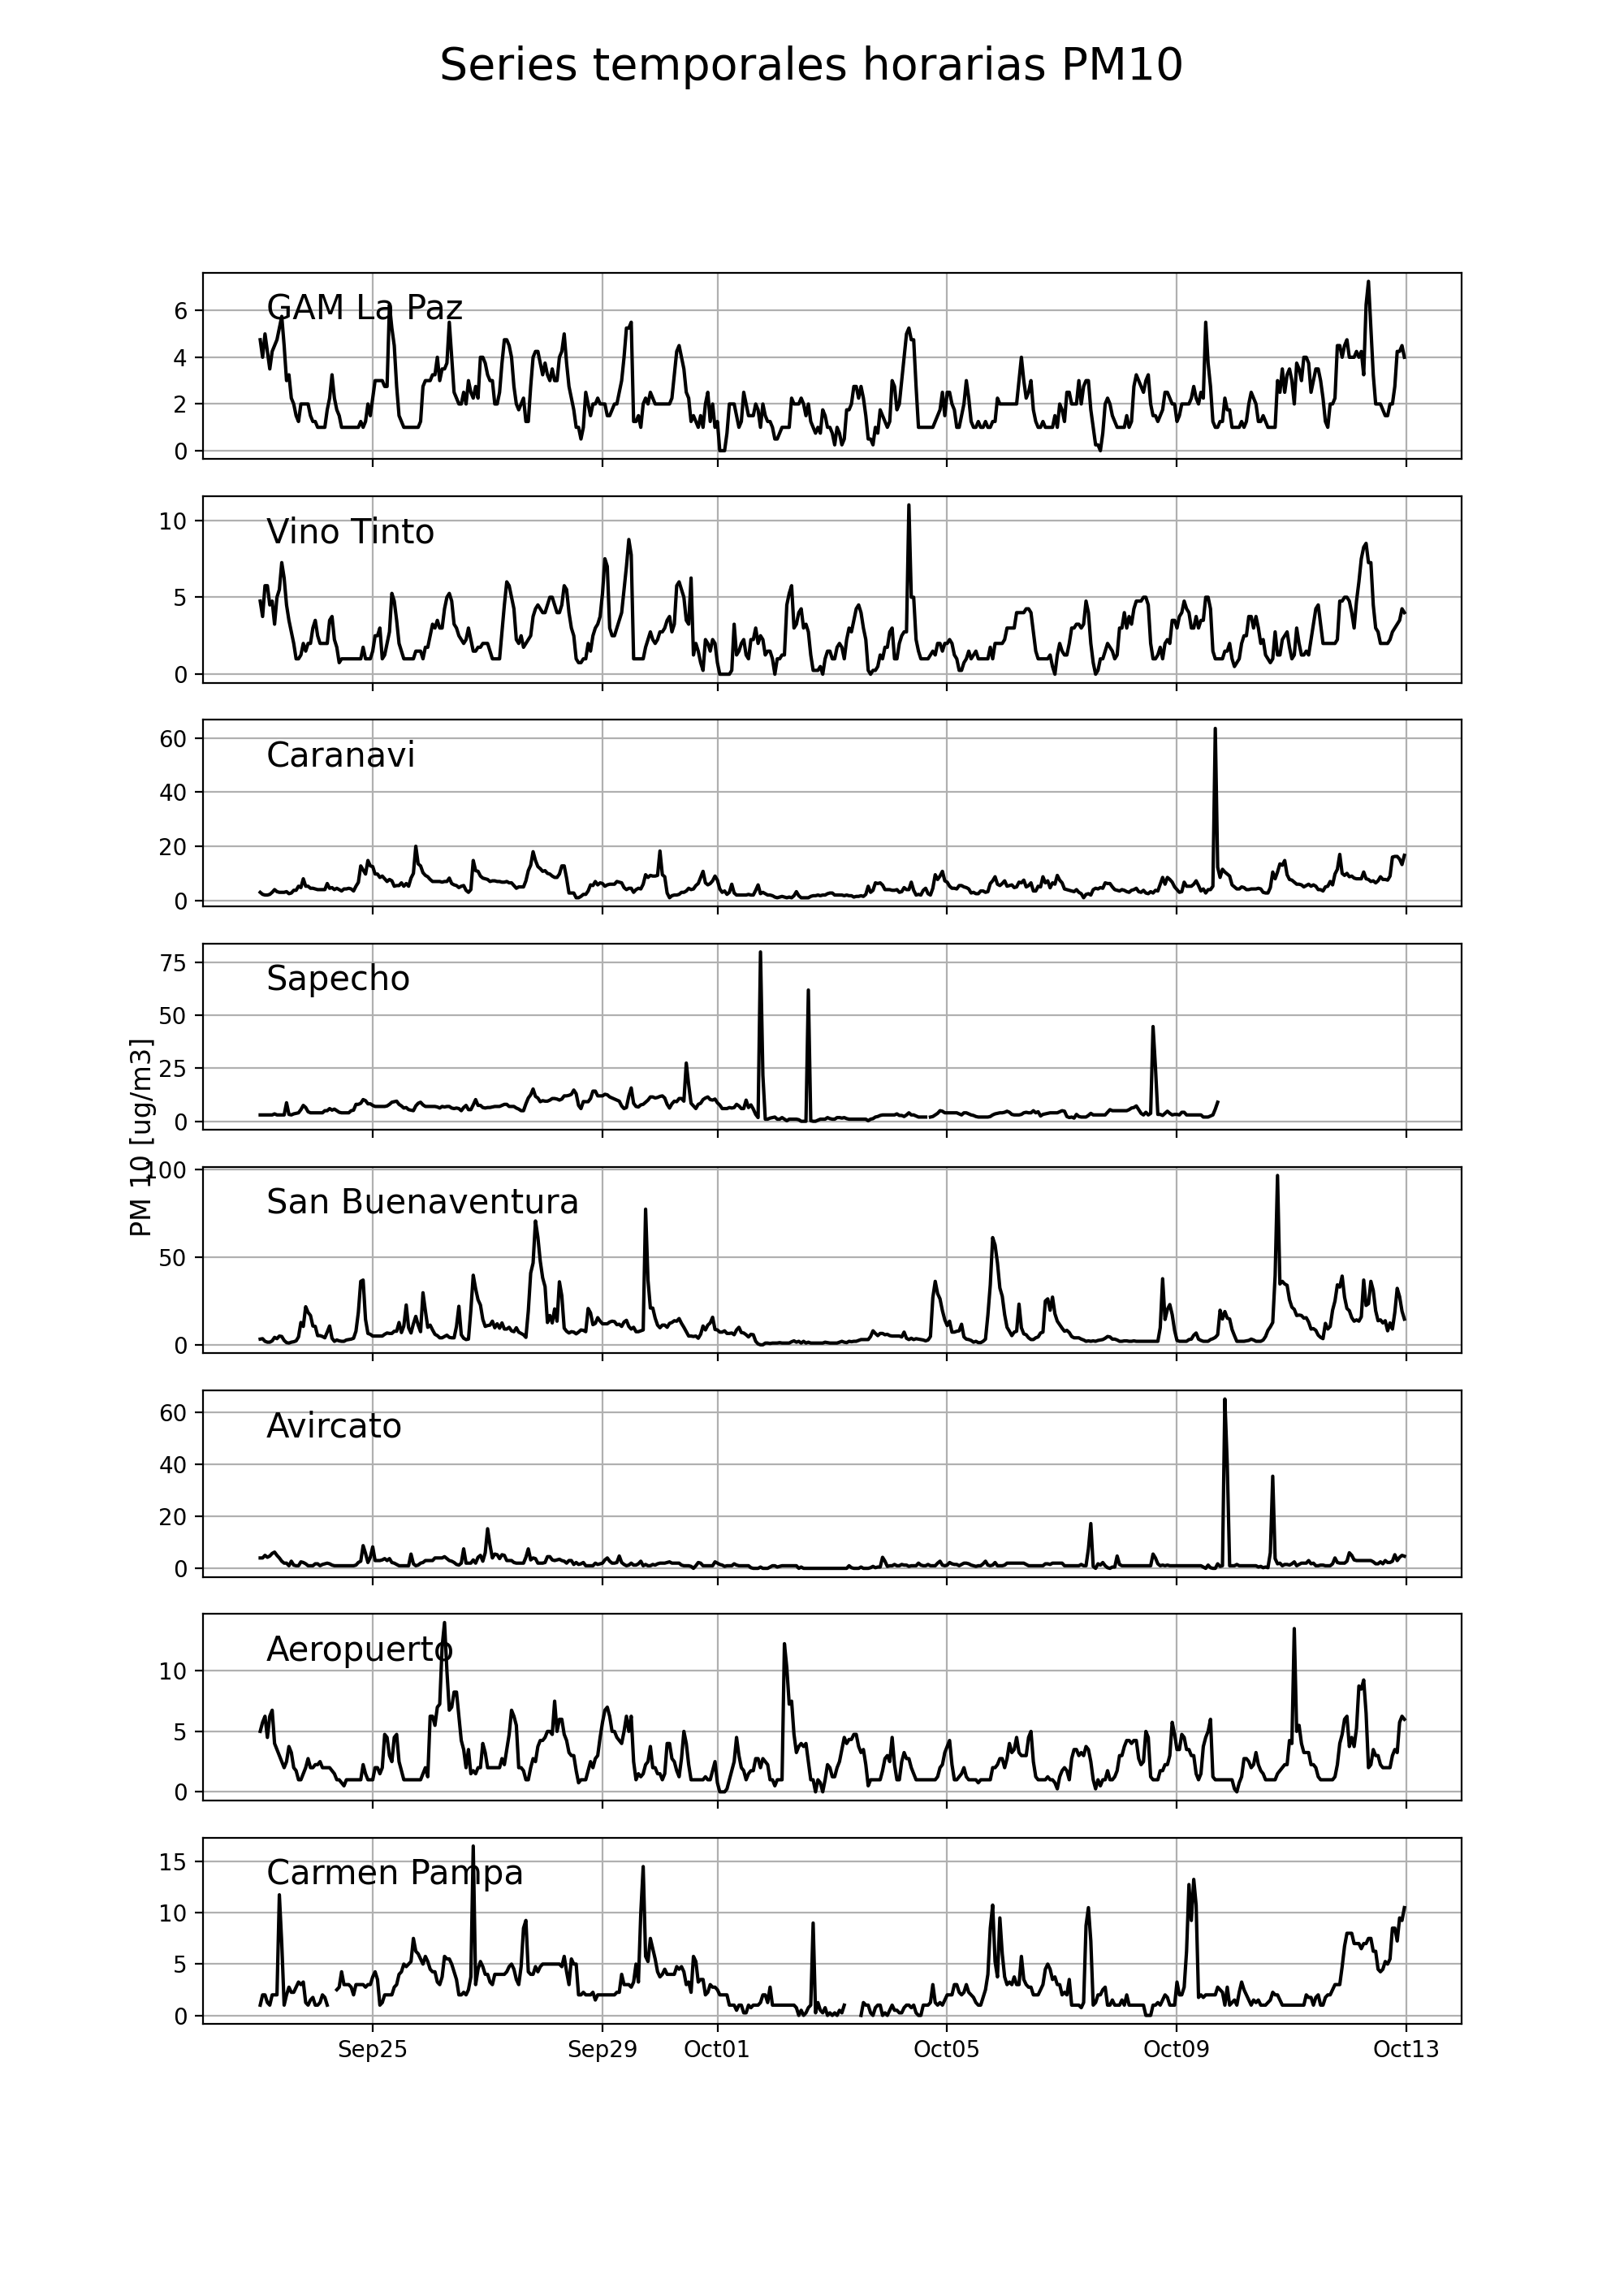 Series temporales horarias PM10
GAM La Paz
6
4
2
0
Vino Tinto
10
5
0
Caranavi
60
40
20
0
Sapecho
75
50
25
0
PM 10 [ug/m3]
San Buenaventura
100
50
0
Avircato
60
40
20
0
Aeropuerto
10
5
0
Carmen Pampa
15
10
5
0
Sep25 Sep29 Oct01 Oct05 Oct09 Oct13